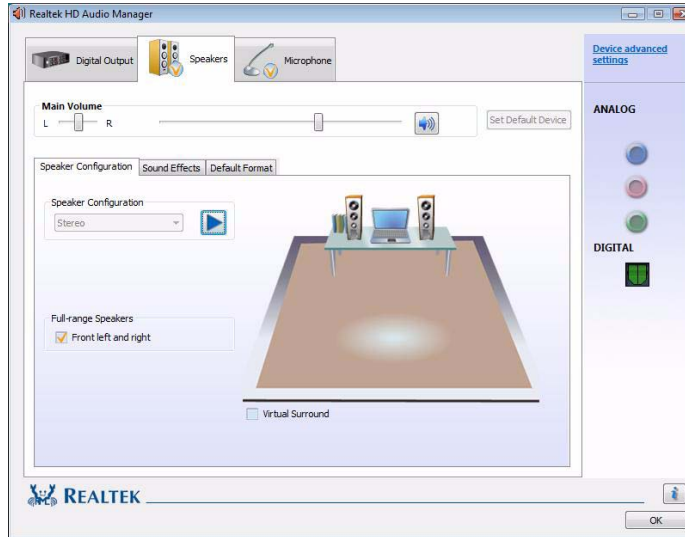 Realtek HD Audio Manager
Digital Output
Speakers
Microphone
Device advanced settings
Main Volume
L
R
Set Default Device
ANALOG
Speaker Configuration
Sound Effects
Default Format
Speaker Configuration
Stereo
DIGITAL
Full-range Speakers
Front left and right
Virtual Surround
REALTEK
OK